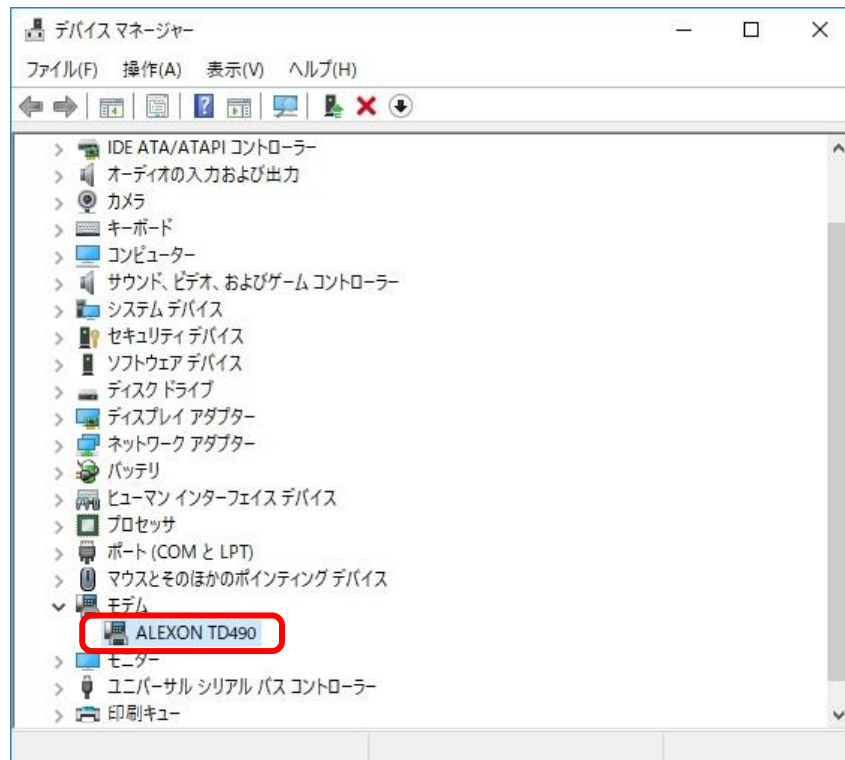 デバイス マネージャー
ファイル(F) 操作(A) 表示(V) ヘルプ(H)
IDE ATA/ATAPI コントローラー
オーディオの入力および出力
カメラ
キーボード
コンピューター
サウンド、ビデオ、およびゲーム コントローラー
システム デバイス
セキュリティ デバイス
ソフトウェア デバイス
ディスク ドライブ
ディスプレイ アダプター
ネットワーク アダプター
バッテリ
ヒューマン インターフェイス デバイス
プロセッサ
ポート (COM と LPT)
マウスとそのほかのポインティング デバイス
モデム
ALEXON TD490
モニター
ユニバーサル シリアル バス コントローラー
印刷キュー